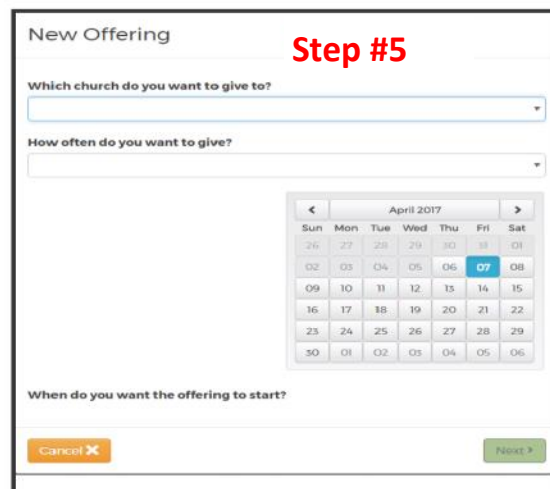 New Offering
Step #5
Which church do you want to give to?
How often do you want to give?
April 2017
Sun Mon Tue Wed Thu Fri Sat
26 27 28 29 30 31 01
02 03 04 05 06 07 08
09 10 11 12 13 14 15
16 17 18 19 20 21 22
23 24 25 26 27 28 29
30 01 02 03 04 05 06
When do you want the offering to start?
Cancel
Next